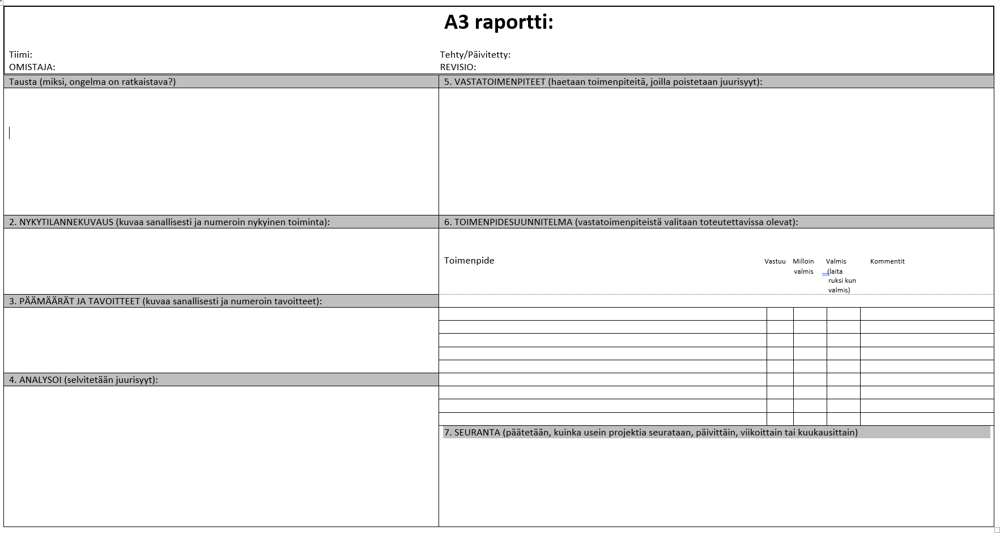 A3 raportti:
Tiimi:
OMISTAJA:
Tehty/Päivitetty:
REVISIO:
Tausta (miksi, ongelma on ratkaistava?)
2. NYKYTILANNEKUVAUS (kuvaa sanallisesti ja numeroin nykyinen toiminta):
3. PÄÄMÄÄRÄT JA TAVOITTEET (kuvaa sanallisesti ja numeroin tavoitteet):
4. ANALYSOI (selvitetään juurisyyt):
5. VASTATOIMENPITEET (haetaan toimenpiteitä, joilla poistetaan juurisyyt):
6. TOIMENPIDESUUNNITELMA (vastatoimenpiteistä valitaan toteutettavissa olevat):
Toimenpide
Vastuu
Milloin
valmis
Valmis
(laita
ruksi kun
valmis)
Kommentit
7. SEURANTA (päätetään, kuinka usein projektia seurataan, päivittäin, viikoittain tai kuukausittain)